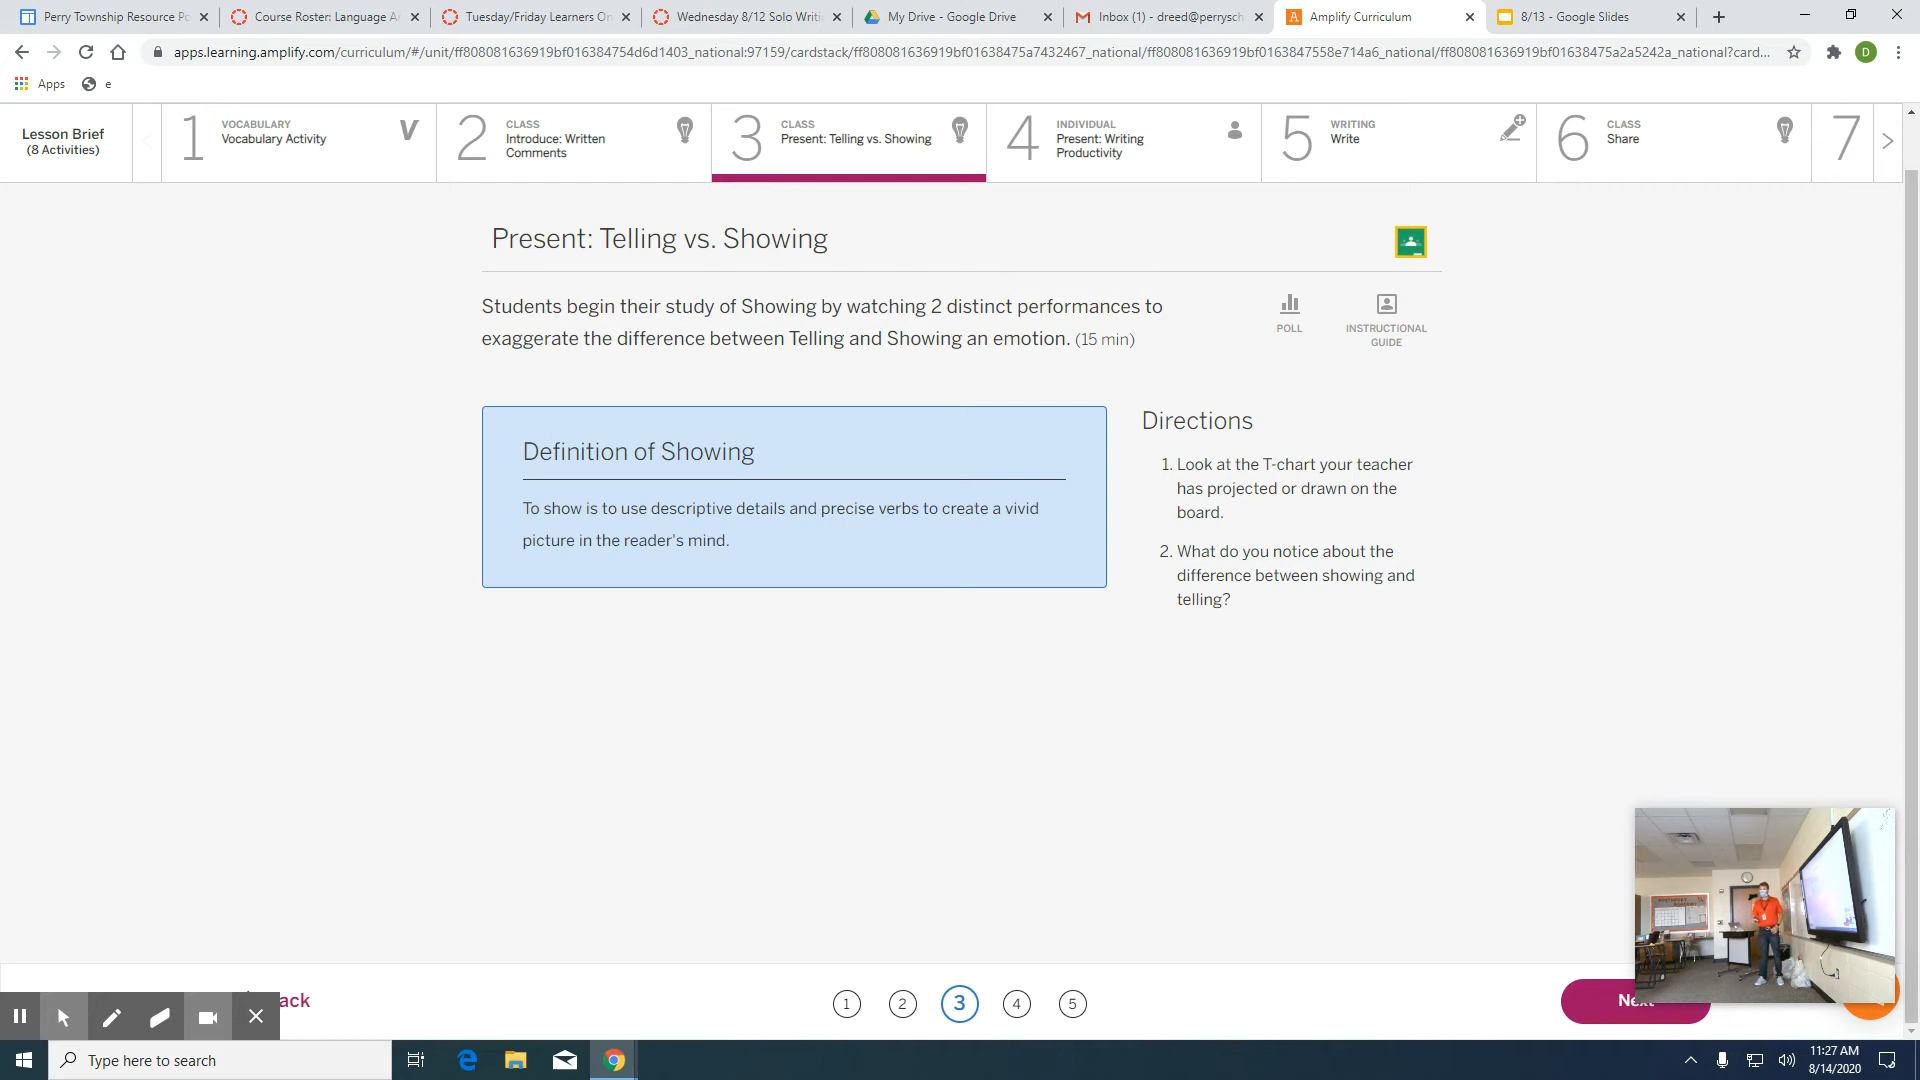 Perry Township Resource Po
Course Roster: Language A
Tuesday/Friday Learners On
Wednesday 8/12 Solo Writi
My Drive - Google Drive
Inbox (1) - dreed@perrysch
Amplify Curriculum
8/13 - Google Slides
apps.learning.amplify.com/curriculum/#/unit/ff808081636919bf016384754d6d1403_national:97159/cardstack/ff808081636919bf01638475a7432467_national/ff808081636919bf0163847558e714a6_national/ff808081636919bf01638475a2a5242a_national?card...
D
Apps
e
Lesson Brief
(8 Activities)
1
VOCABULARY
Vocabulary Activity
V
2
CLASS
Introduce: Written
Comments
3
CLASS
Present: Telling vs. Showing
4
INDIVIDUAL
Present: Writing
Productivity
5
WRITING
Write
6
CLASS
Share
7
Present: Telling vs. Showing
Students begin their study of Showing by watching 2 distinct performances to
exaggerate the difference between Telling and Showing an emotion. (15 min)
POLL
INSTRUCTIONAL
GUIDE
Definition of Showing
To show is to use descriptive details and precise verbs to create a vivid
picture in the reader's mind.
Directions
1. Look at the T-chart your teacher
has projected or drawn on the
board.
2. What do you notice about the
difference between showing and
telling?
ack
1
2
3
4
5
Next
Type here to search
11:27 AM
8/14/2020